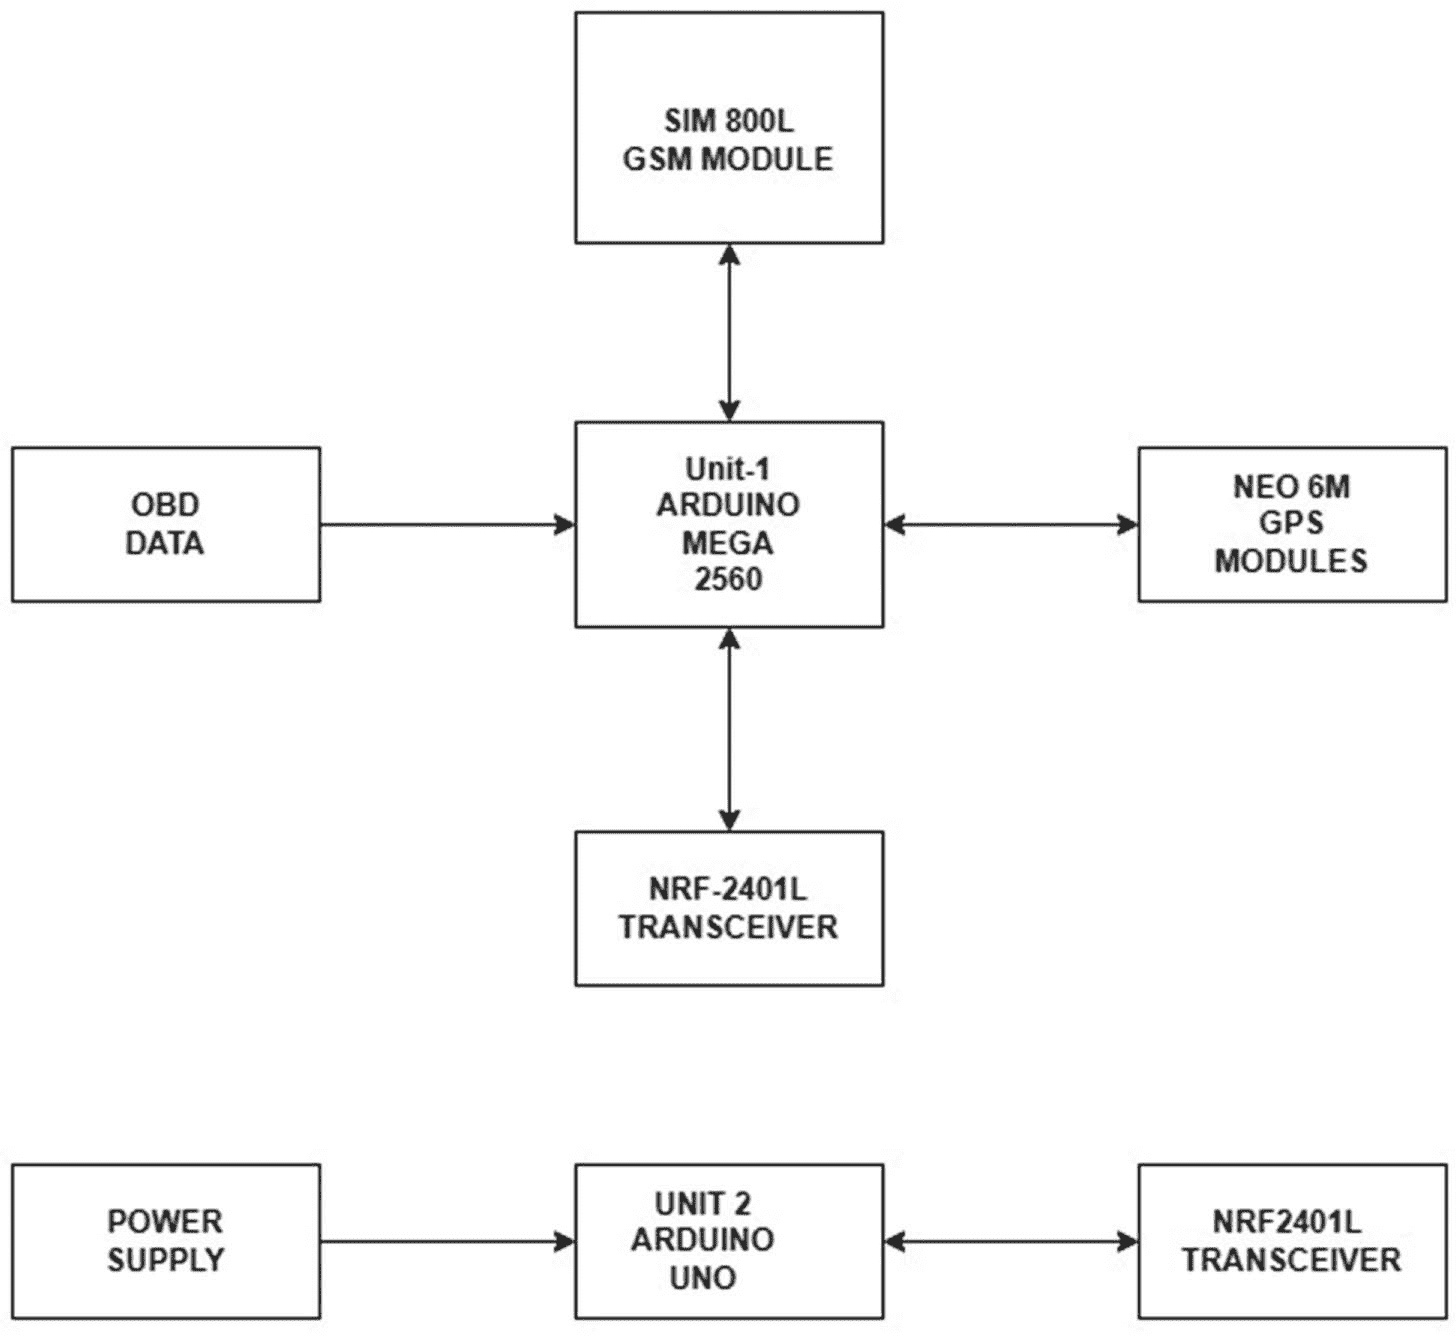 SIM 800L
GSM MODULE
OBD
DATA
Unit-1
ARDUINO
MEGA
2560
NEO 6M
GPS
MODULES
NRF-2401L
TRANSCEIVER
POWER
SUPPLY
UNIT 2
ARDUINO
UNO
NRF2401L
TRANSCEIVER